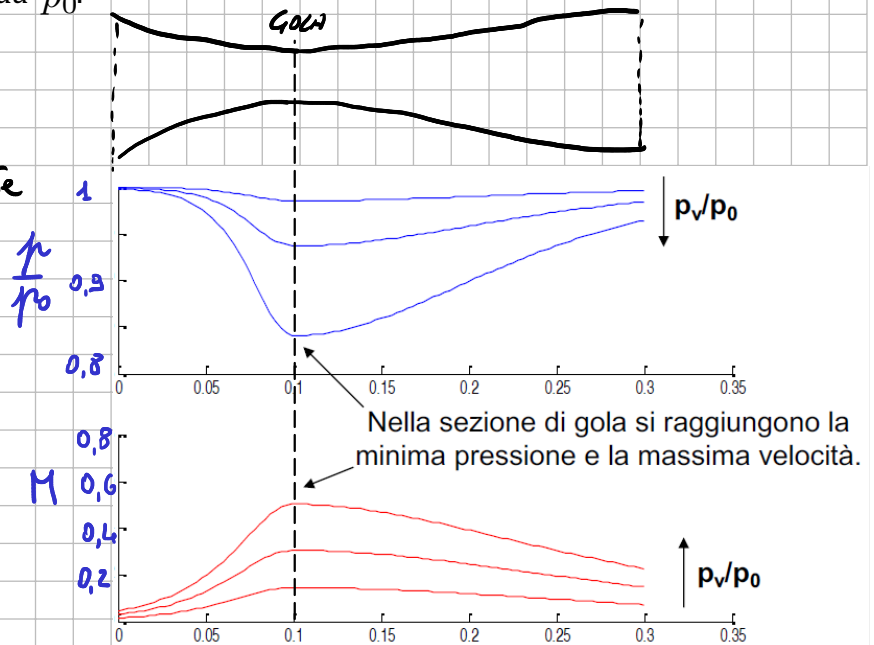 p₀.
GOLA
1
p/p₀
0,9
0,8
pᵥ/p₀
0 0.05 0.1 0.15 0.2 0.25 0.3 0.35
Nella sezione di gola si raggiungono la
minima pressione e la massima velocità.
0,8
M 0,6
0,4
0,2
pᵥ/p₀
0 0.05 0.1 0.15 0.2 0.25 0.3 0.35